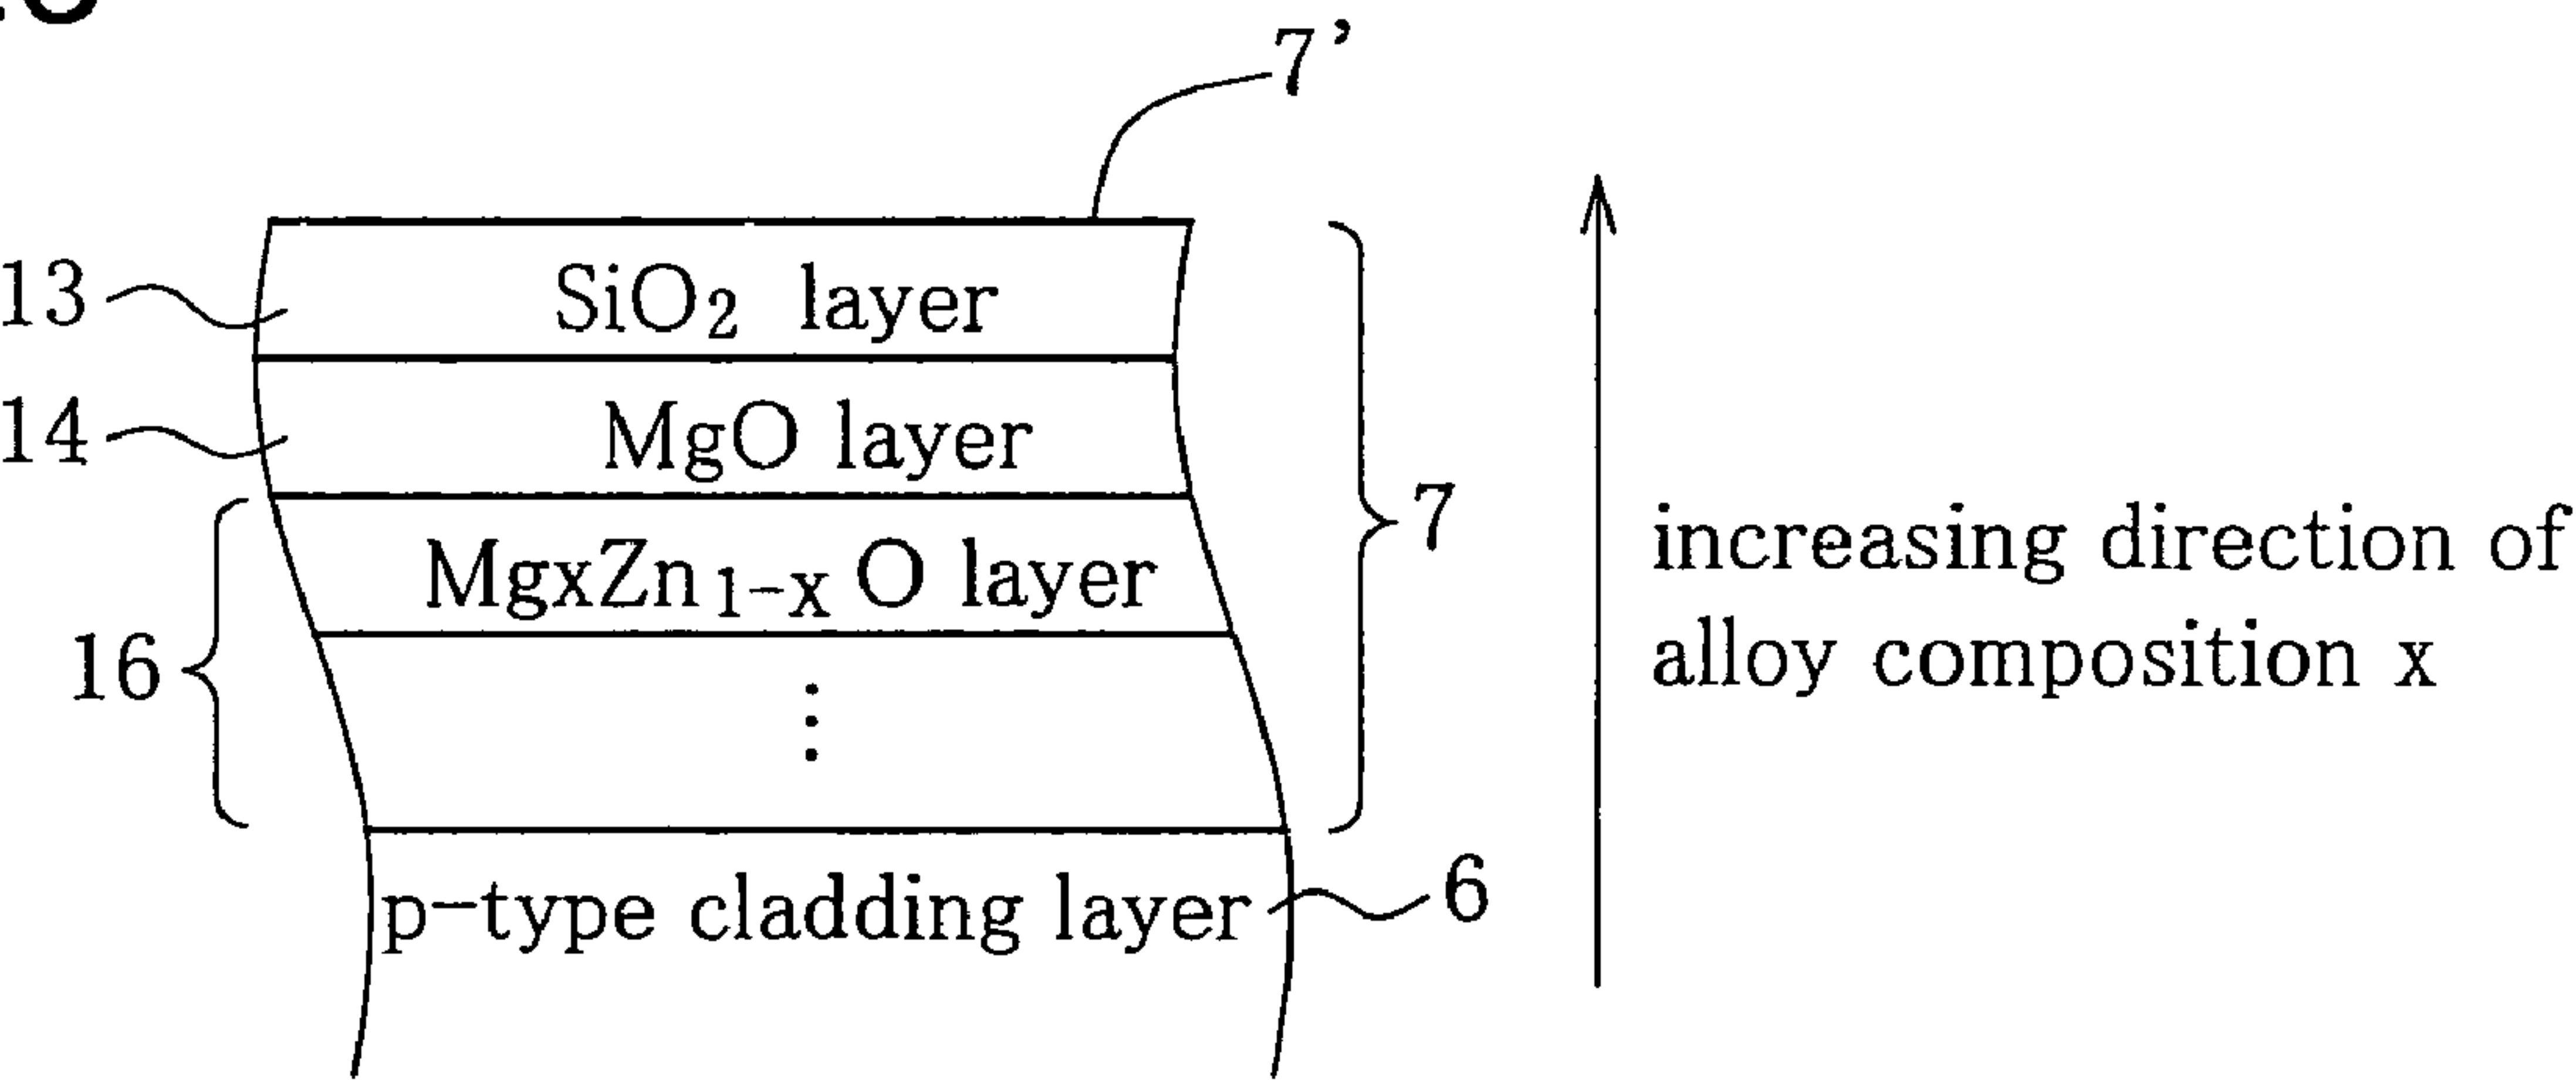 7’
13
SiO2 layer
14
MgO layer
7
increasing direction of
MgxZn1-x O layer
alloy composition x
16
p-type cladding layer
6